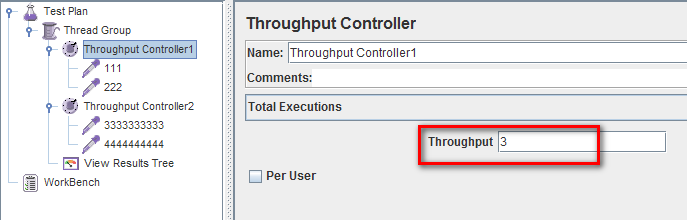 Test Plan
Thread Group
Throughput Controller1
111
222
Throughput Controller2
3333333333
4444444444
View Results Tree
WorkBench
Throughput Controller
Name: Throughput Controller1
Comments:
Total Executions
Throughput 3
Per User